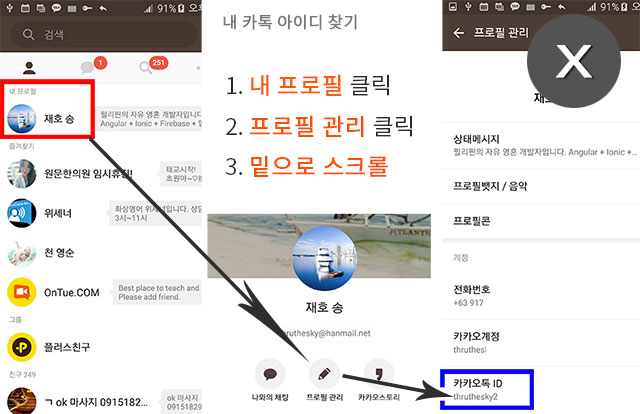 91%
검색
1
251
내 프로필
재호 송
필리핀의 자유 영혼 개발자입니다.
Angular + Ionic + Firebase +
즐겨찾기
원문한의원 임시휴진!
태교시작!
초원아~♡
위세너
화상영어 위세너입니다. 상담
3시~11시
천 영순
OnTue.COM
Best place to teach and
Please add friend.
그룹
플러스친구
친구 249
ㄱ ok 마사지 09151829
ok 마사지
09151829
내 카톡 아이디 찾기
1. 내 프로필 클릭
2. 프로필 관리 클릭
3. 밑으로 스크롤
ATLANTIC
재호 송
thruthesky@hanmail.net
나와의 채팅
프로필 관리
카카오스토리
91%
프로필 관리
X
재호
상태메시지
필리핀의 자유 영혼 개발자입니다. Angular + Ionic +...
프로필뱃지 / 음악
프로필콘
계정
전화번호
+63 917
카카오계정
thruthes
카카오톡 ID
thruthesky2